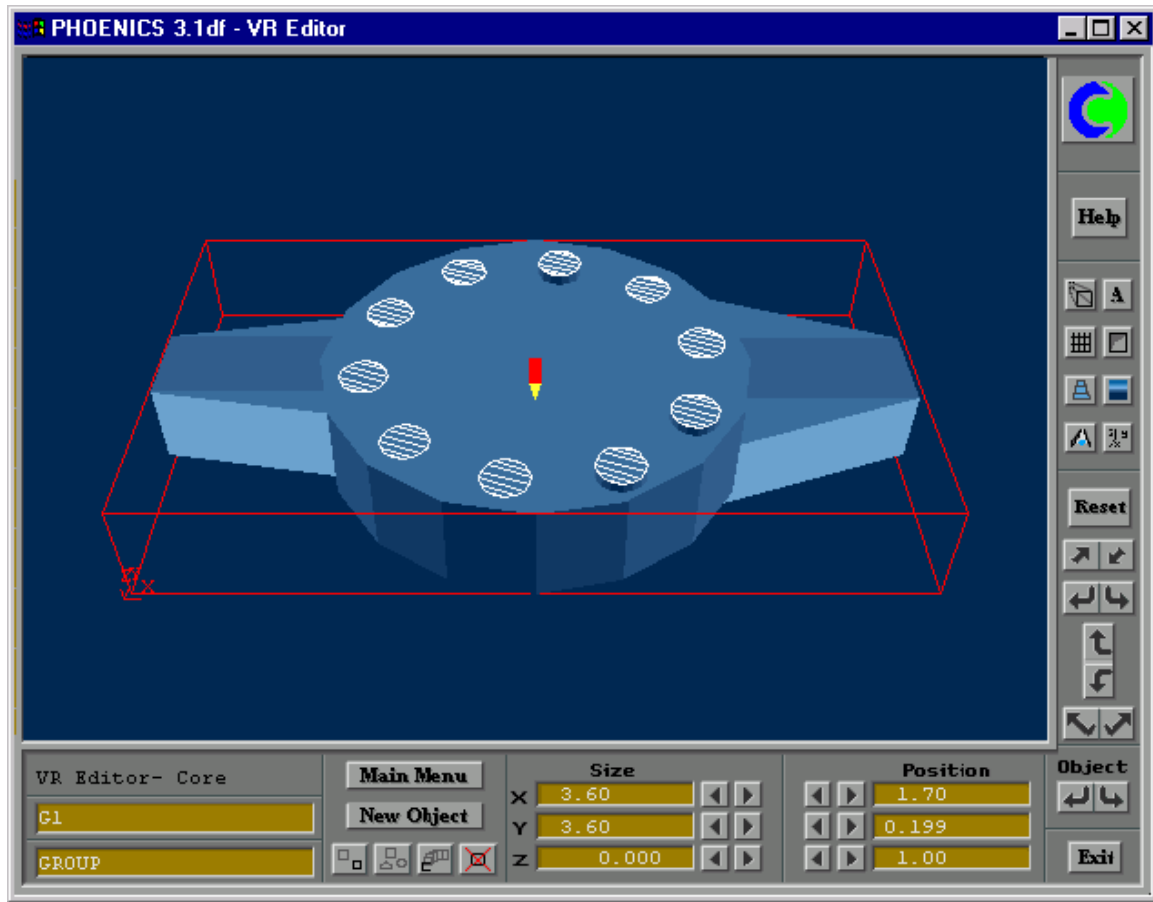 PHOENICS 3.1df - VR Editor
Help
A
Reset
x
VR Editor- Core
G1
GROUP
Main Menu
New Object
Size
X 3.60
Y 3.60
Z 0.000
Position
1.70
0.199
1.00
Object
Exit